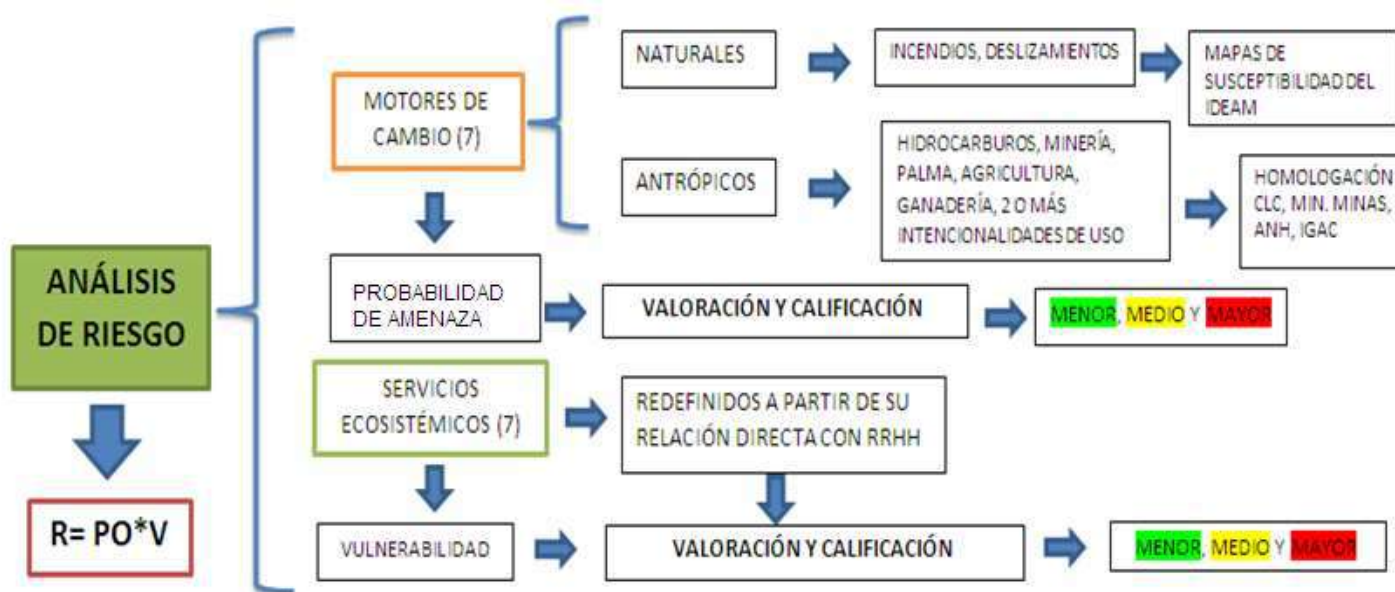 NATURALES
INCENDIOS, DESLIZAMIENTOS
MAPAS DE
SUSCEPTIBILIDAD DEL
IDEAM
MOTORES DE
CAMBIO (7)
ANTRÓPICOS
HIDROCARBUROS, MINERÍA,
PALMA, AGRICULTURA,
GANADERÍA, 2 O MÁS
INTENCIONALIDADES DE USO
HOMOLOGACIÓN
CLC, MIN. MINAS,
ANH, IGAC
ANÁLISIS
DE RIESGO
PROBABILIDAD
DE AMENAZA
VALORACIÓN Y CALIFICACIÓN
MENOR, MEDIO Y MAYOR
SERVICIOS
ECOSISTÉMICOS (7)
REDEFINIDOS A PARTIR DE SU
RELACIÓN DIRECTA CON RRHH
R= PO*V
VULNERABILIDAD
VALORACIÓN Y CALIFICACIÓN
MENOR, MEDIO Y MAYOR